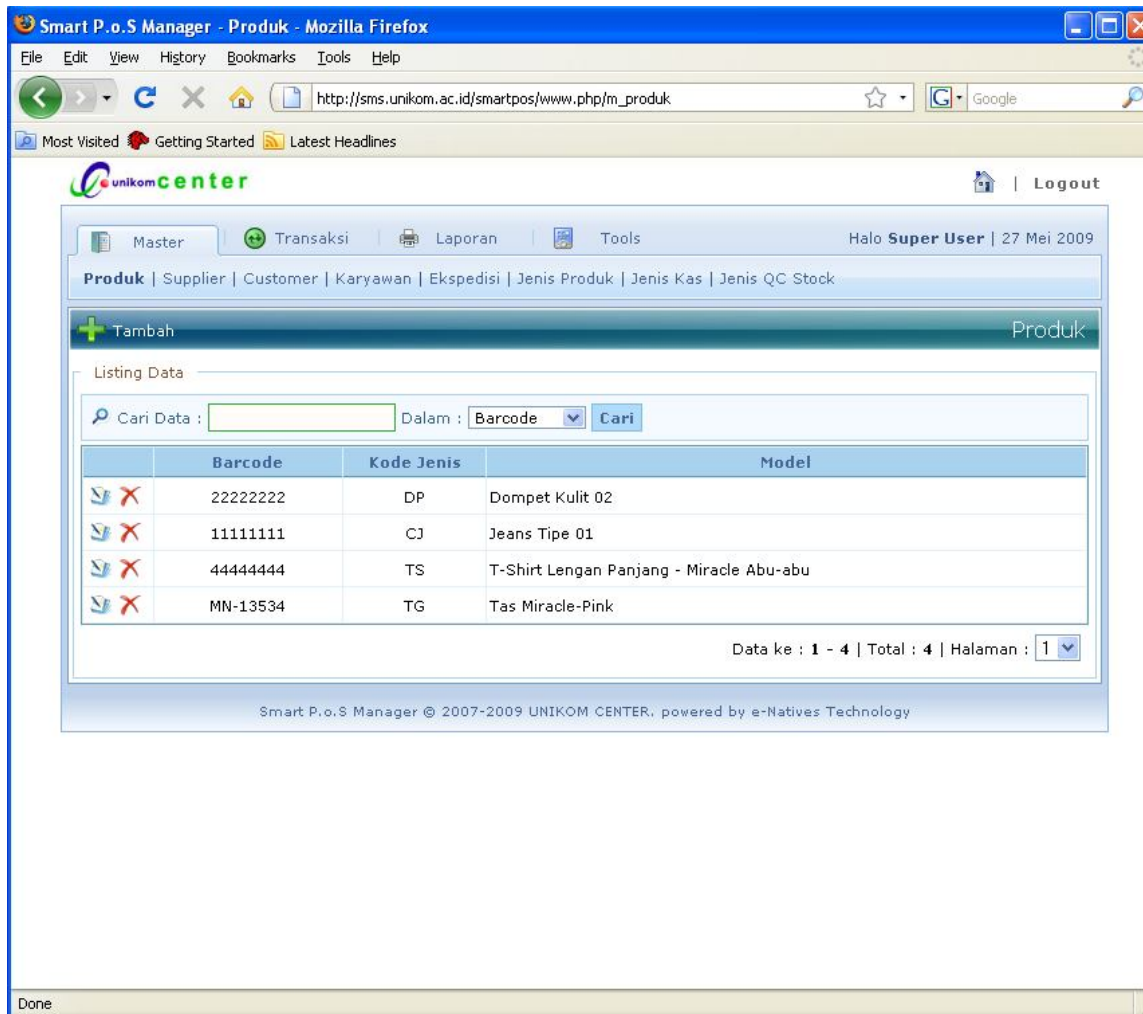 Smart P.o.S Manager - Produk - Mozilla Firefox
File Edit View History Bookmarks Tools Help
http://sms.unikom.ac.id/smartpos/www.php/m_produk
G Google
Most Visited Getting Started Latest Headlines
e unikom center
| Logout
Master Transaksi Laporan Tools Halo Super User | 27 Mei 2009
Produk | Supplier | Customer | Karyawan | Ekspedisi | Jenis Produk | Jenis Kas | Jenis QC Stock
Tambah Produk
Listing Data
Cari Data : Dalam : Barcode Cari
Barcode Kode Jenis Model
22222222 DP Dompet Kulit 02
11111111 CJ Jeans Tipe 01
44444444 TS T-Shirt Lengan Panjang - Miracle Abu-abu
MN-13534 TG Tas Miracle-Pink
Data ke : 1 - 4 | Total : 4 | Halaman : 1
Smart P.o.S Manager © 2007-2009 UNIKOM CENTER. powered by e-Natives Technology
Done